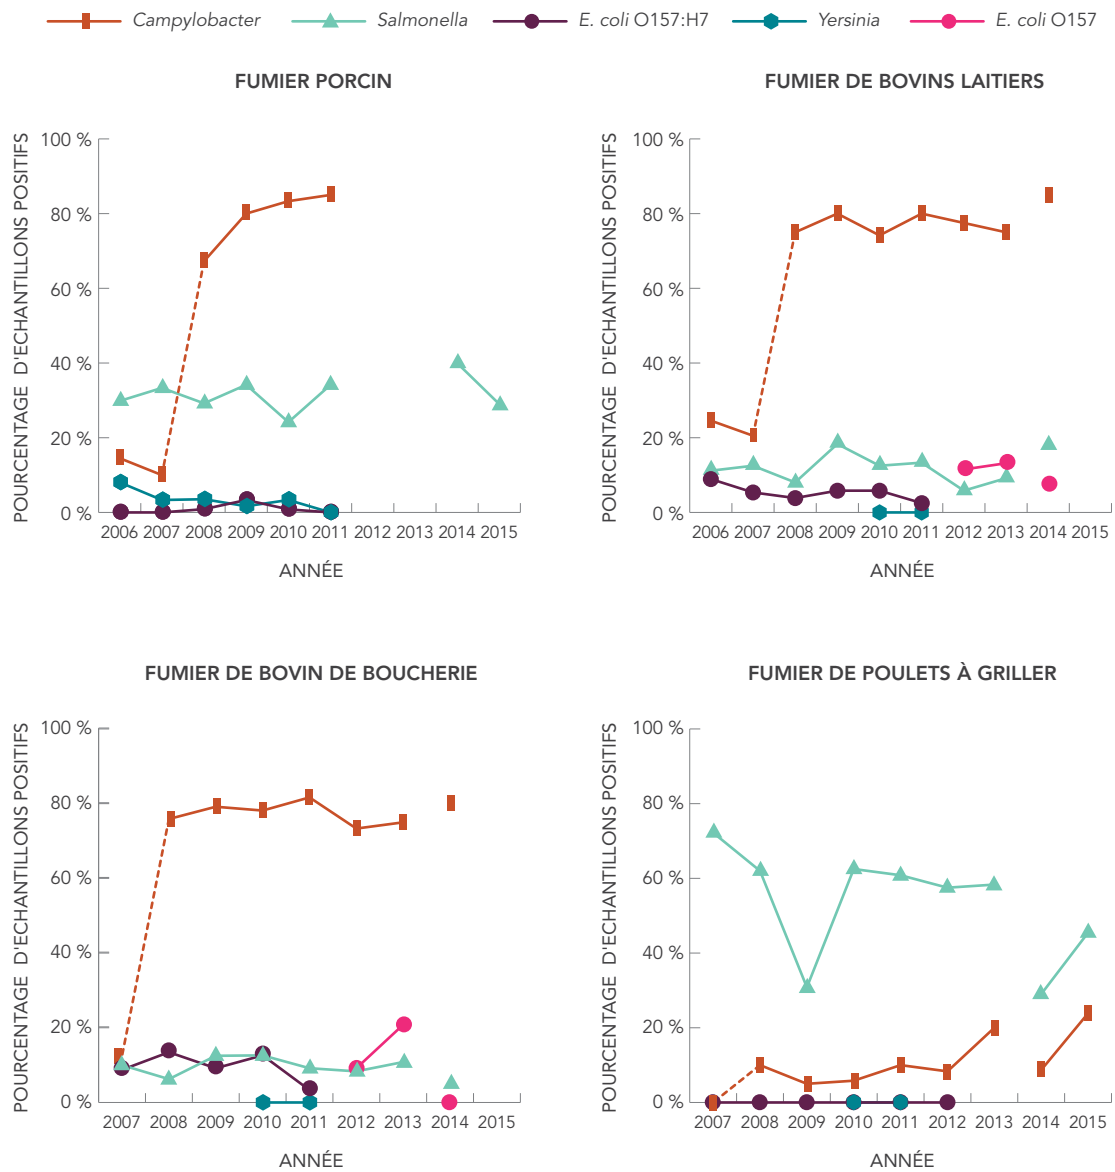 Campylobacter Salmonella E. coli O157:H7 Yersinia E. coli O157
FUMIER PORCIN
POURCENTAGE D'ECHANTILLONS POSITIFS
100 %
80 %
60 %
40 %
20 %
0 %
2006 2007 2008 2009 2010 2011 2012 2013 2014 2015
ANNÉE
FUMIER DE BOVINS LAITIERS
POURCENTAGE D'ECHANTILLONS POSITIFS
100 %
80 %
60 %
40 %
20 %
0 %
2006 2007 2008 2009 2010 2011 2012 2013 2014 2015
ANNÉE
FUMIER DE BOVIN DE BOUCHERIE
POURCENTAGE D'ECHANTILLONS POSITIFS
100 %
80 %
60 %
40 %
20 %
0 %
2007 2008 2009 2010 2011 2012 2013 2014 2015
ANNÉE
FUMIER DE POULETS À GRILLER
POURCENTAGE D'ECHANTILLONS POSITIFS
100 %
80 %
60 %
40 %
20 %
0 %
2007 2008 2009 2010 2011 2012 2013 2014 2015
ANNÉE